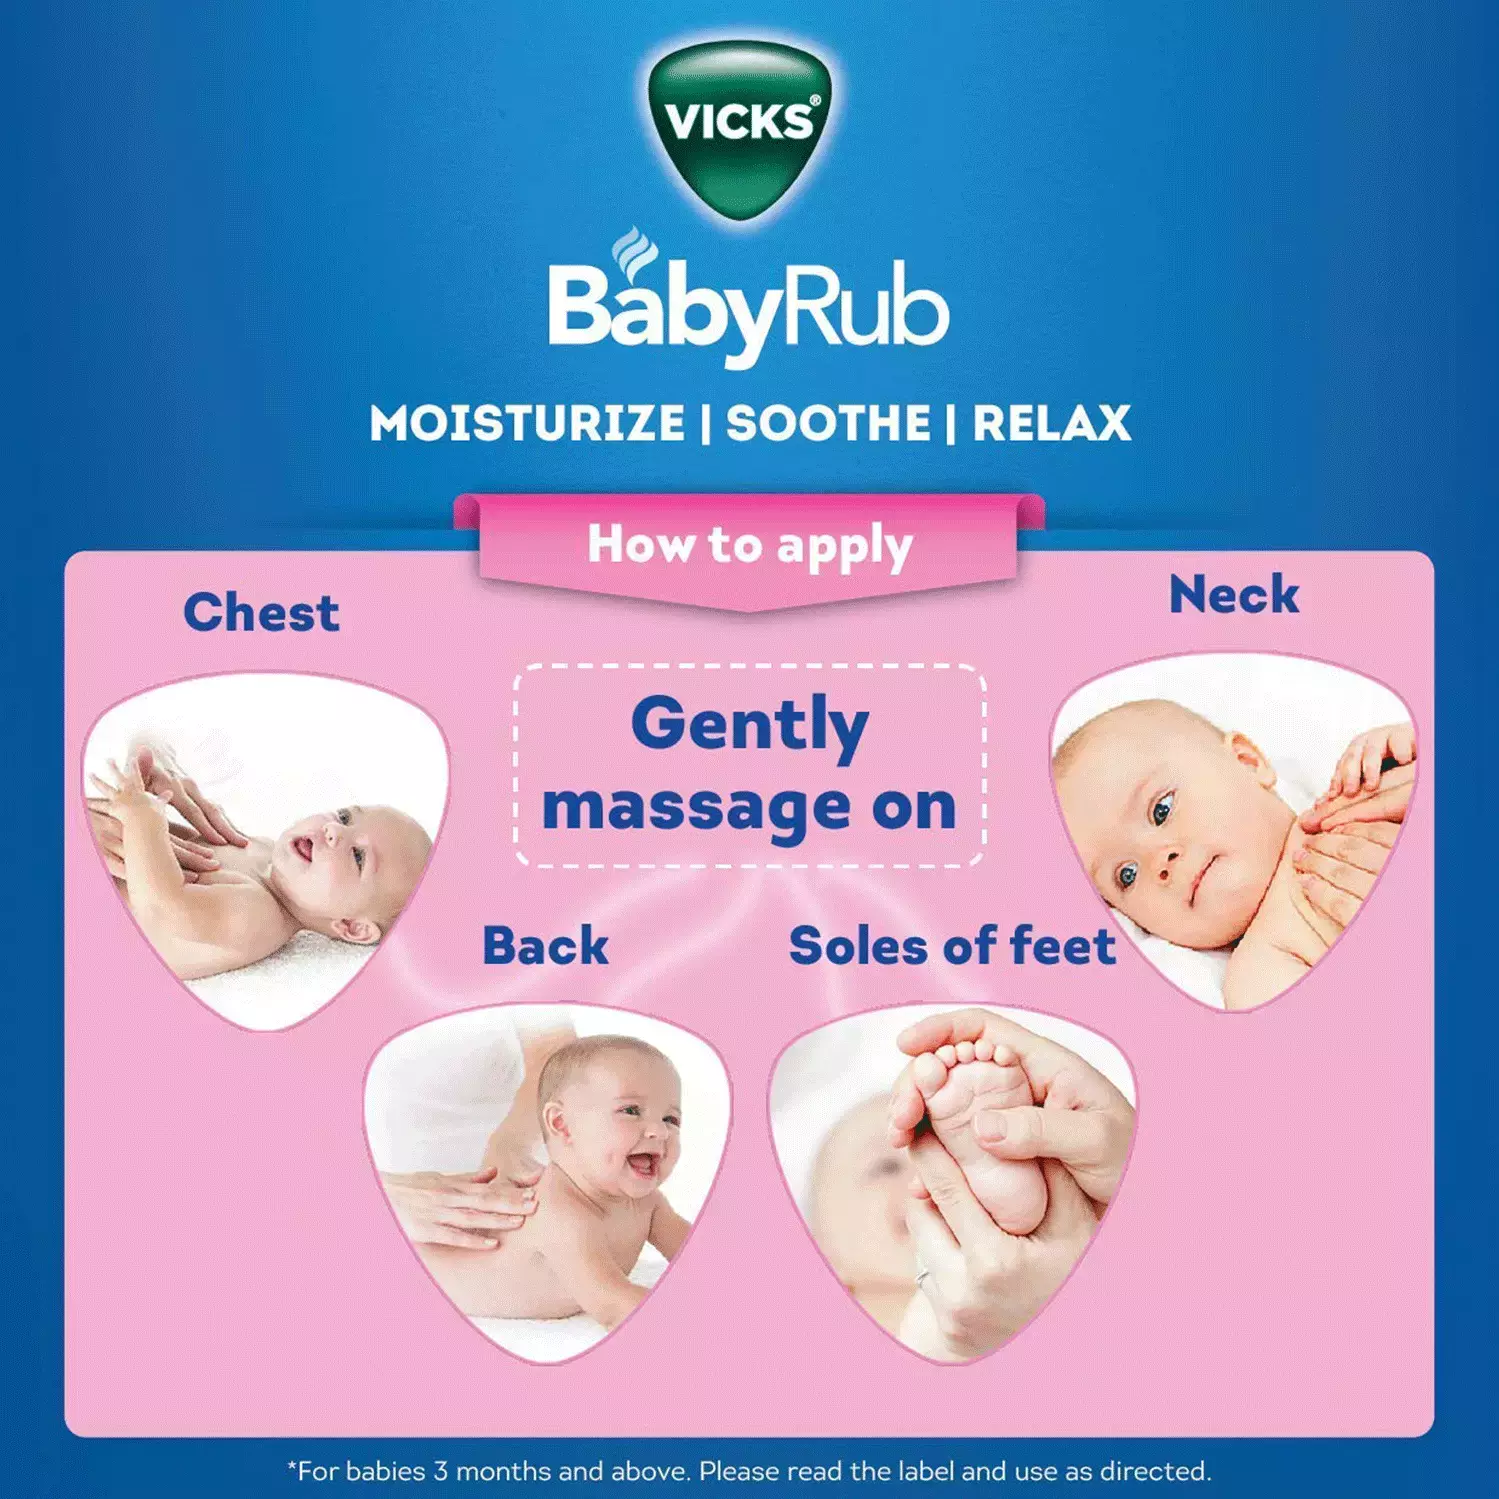 VICKS®
BabyRub
MOISTURIZE | SOOTHE | RELAX
How to apply
Chest
Neck
Gently
massage on
Back
Soles of feet
*For babies 3 months and above. Please read the label and use as directed.